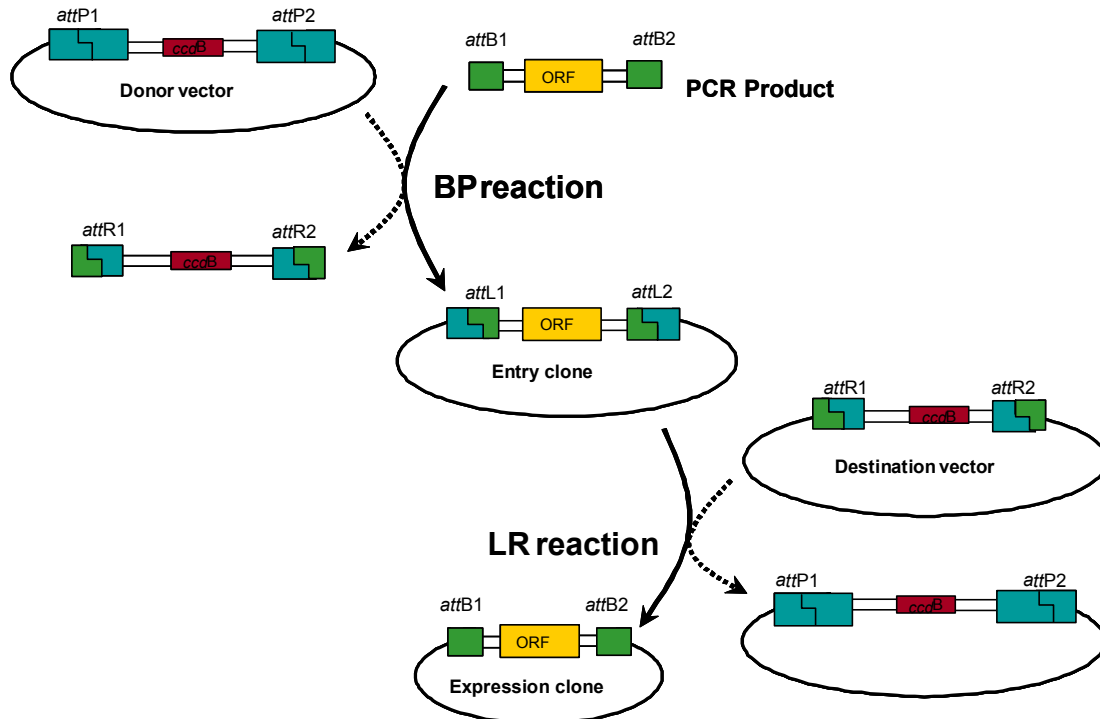 attP1
attP2
ccdB
Donor vector
attB1
attB2
ORF
PCR Product
BP reaction
attR1
attR2
ccdB
attL1
attL2
ORF
Entry clone
attR1
attR2
ccdB
Destination vector
LR reaction
attB1
attB2
ORF
Expression clone
attP1
attP2
ccdB